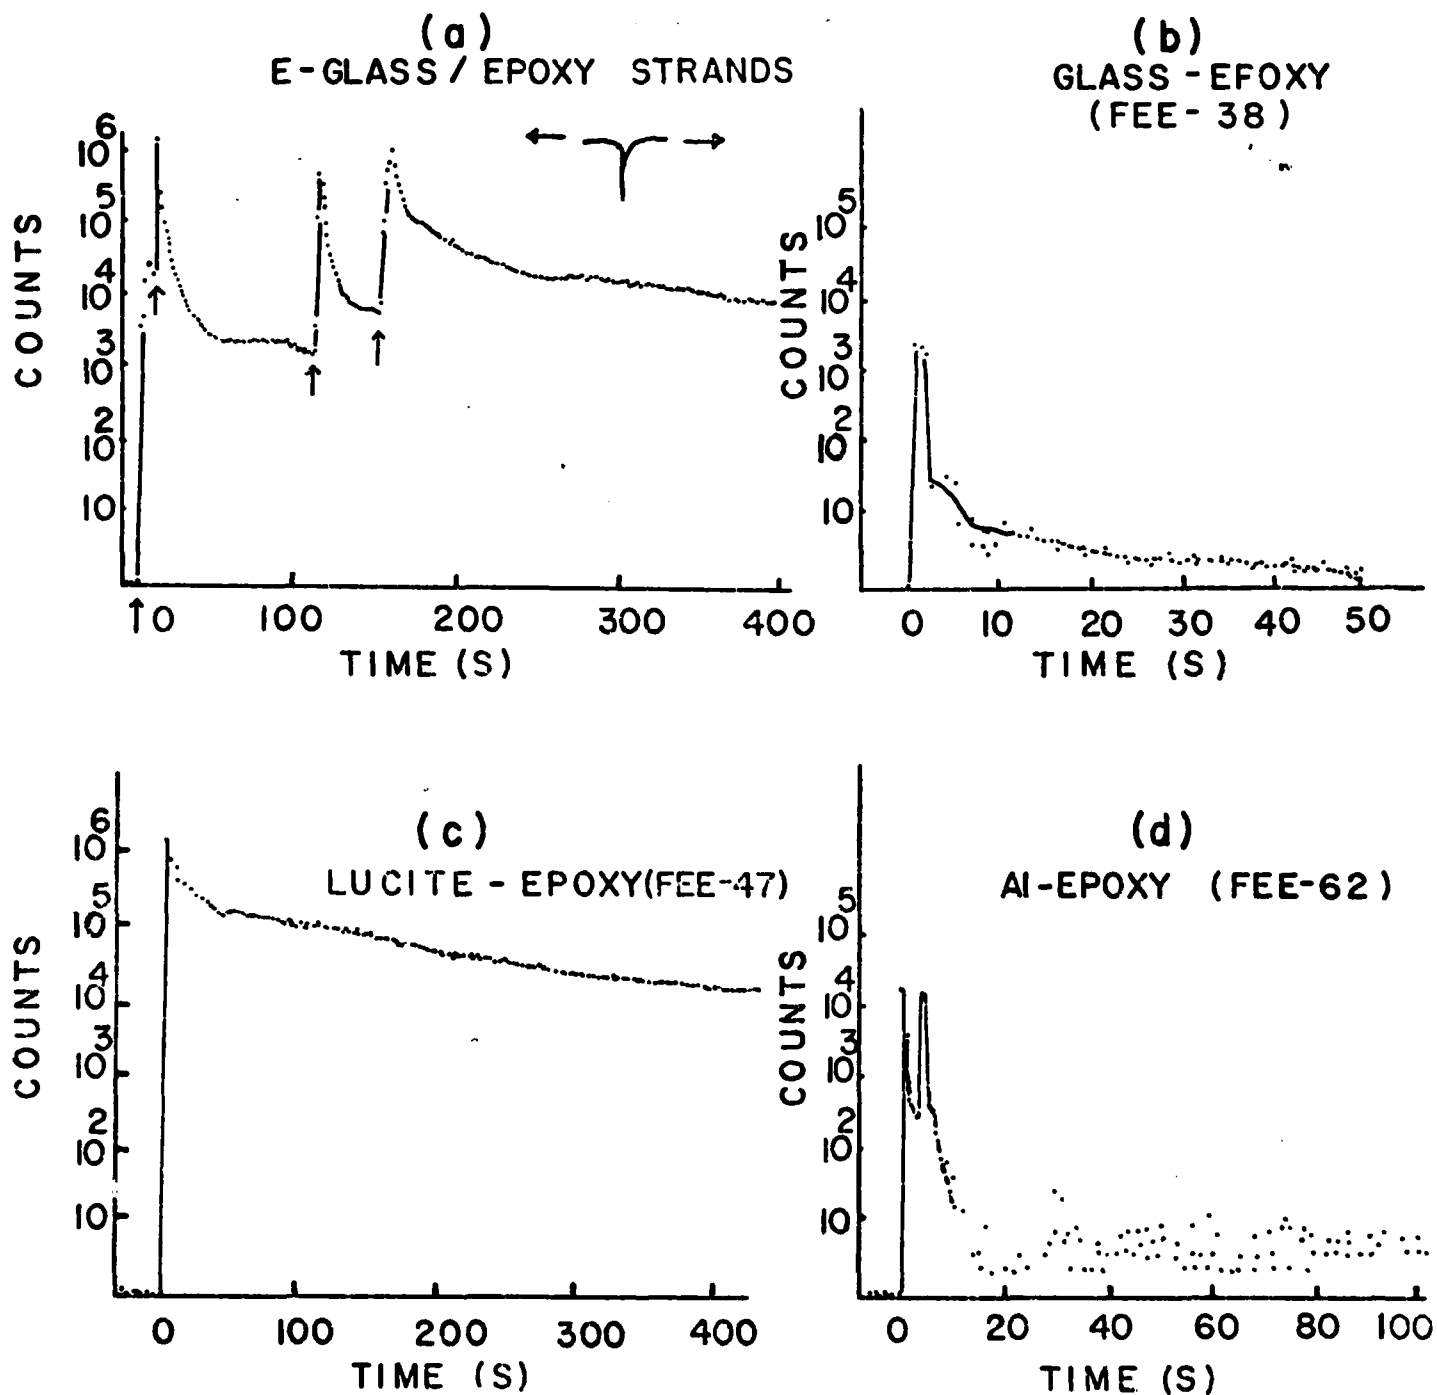 (a)
E-GLASS / EPOXY STRANDS
COUNTS
10^6
10^5
10^4
10^3
10^2
10
0 100 200 300 400
TIME (S)
(b)
GLASS-EFOXY
(FEE-38)
COUNTS
10^5
10^4
10^3
10^2
10
0 10 20 30 40 50
TIME (S)
(c)
LUCITE-EPOXY(FEE-47)
COUNTS
10^6
10^5
10^4
10^3
10^2
10
0 100 200 300 400
TIME (S)
(d)
Al-EPOXY (FEE-62)
COUNTS
10^5
10^4
10^3
10^2
10
0 20 40 60 80 100
TIME (S)